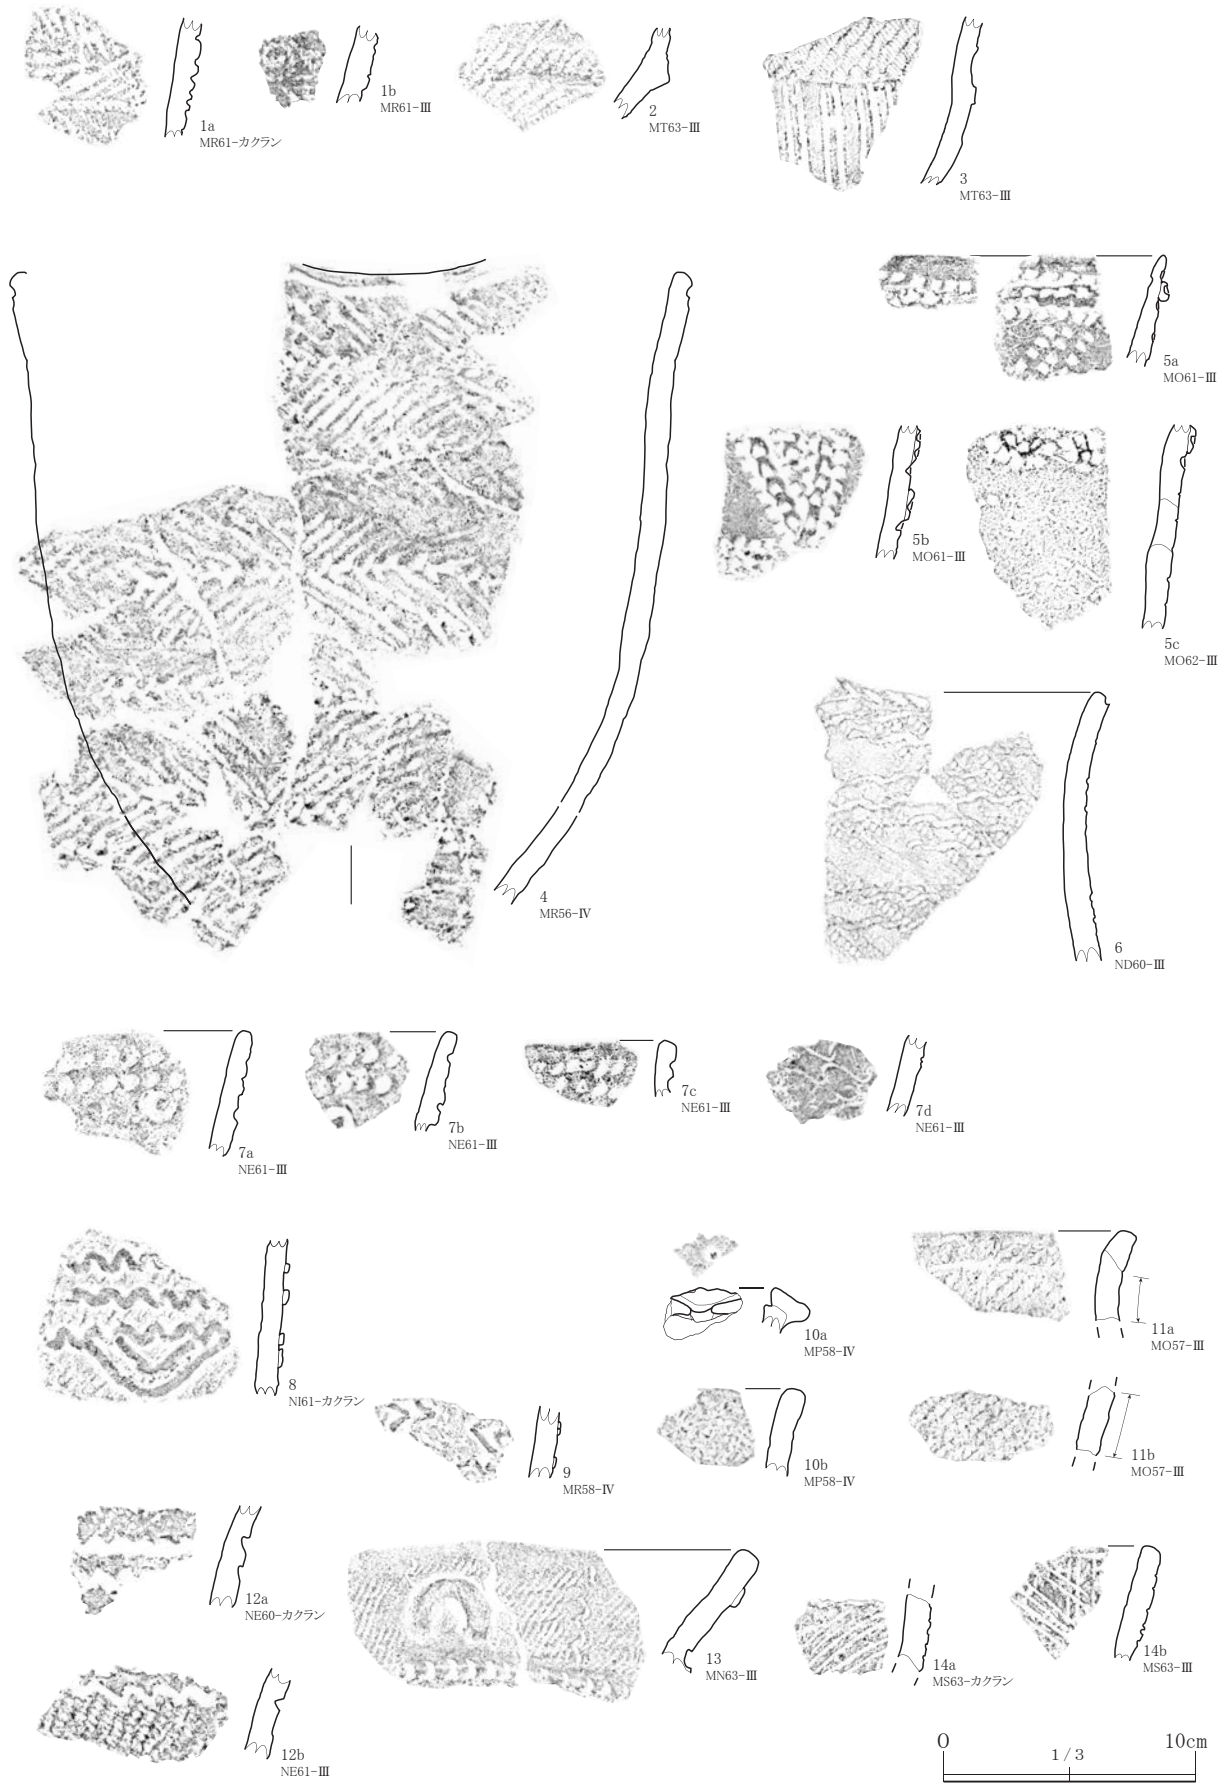 1a
MR61-カクラン
1b
MR61-Ⅲ
2
MT63-Ⅲ
3
MT63-Ⅲ
4
MR56-Ⅳ
5a
MO61-Ⅲ
5b
MO61-Ⅲ
5c
MO62-Ⅲ
6
ND60-Ⅲ
7a
NE61-Ⅲ
7b
NE61-Ⅲ
7c
NE61-Ⅲ
7d
NE61-Ⅲ
8
NI61-カクラン
9
MR58-Ⅳ
10a
MP58-Ⅳ
10b
MP58-Ⅳ
11a
MO57-Ⅲ
11b
MO57-Ⅲ
12a
NE60-カクラン
12b
NE61-Ⅲ
13
MN63-Ⅲ
14a
MS63-カクラン
14b
MS63-Ⅲ
0 1/3 10cm